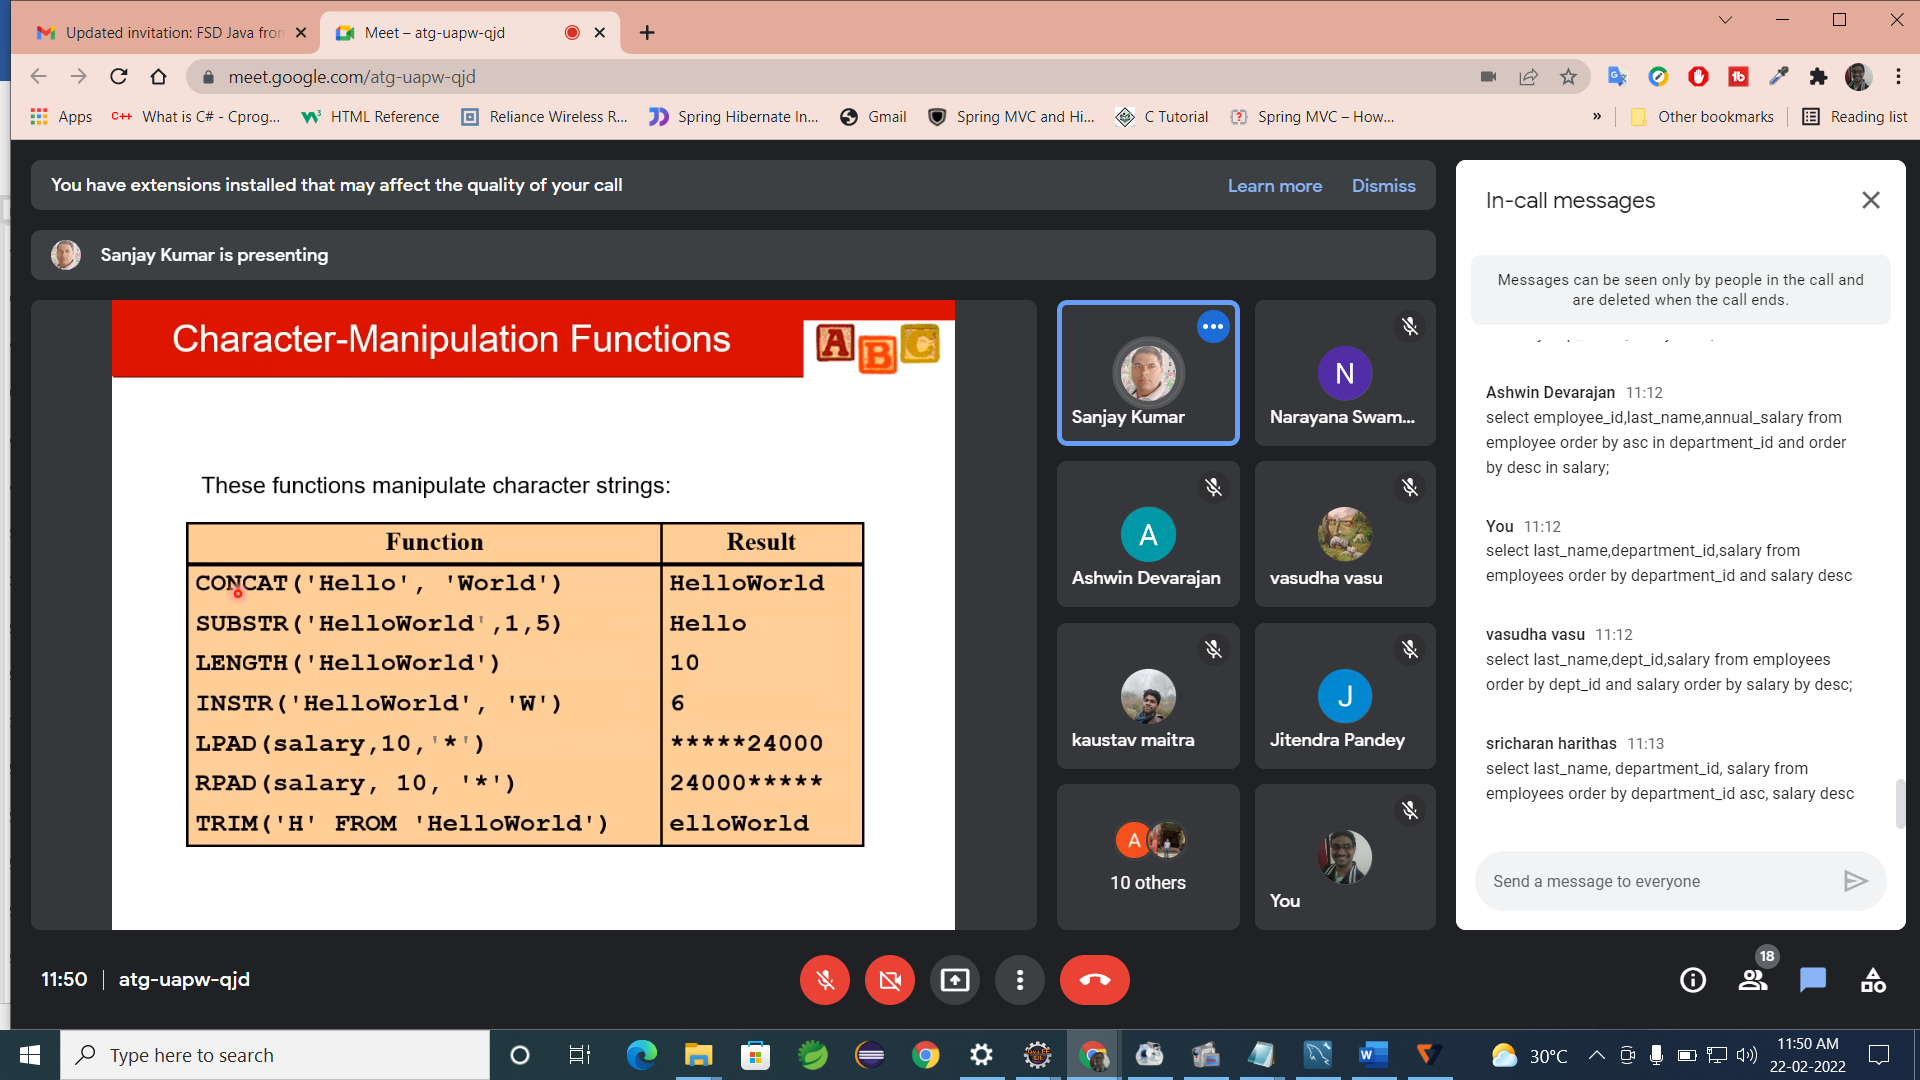 Updated invitation: FSD Java fron
Meet – atg-uapw-qjd
meet.google.com/atg-uapw-qjd
Apps
C++ What is C# - Cprog...
HTML Reference
Reliance Wireless R...
Spring Hibernate In...
Gmail
Spring MVC and Hi...
C Tutorial
Spring MVC – How...
»
Other bookmarks
Reading list
You have extensions installed that may affect the quality of your call
Learn more
Dismiss
Sanjay Kumar is presenting
Character-Manipulation Functions
A B C
These functions manipulate character strings:
Function Result
CONCAT('Hello', 'World') HelloWorld
SUBSTR('HelloWorld',1,5) Hello
LENGTH('HelloWorld') 10
INSTR('HelloWorld', 'W') 6
LPAD(salary,10,'*') *****24000
RPAD(salary, 10, '*') 24000*****
TRIM('H' FROM 'HelloWorld') elloWorld
Sanjay Kumar
N
Narayana Swam...
A
Ashwin Devarajan
vasudha vasu
kaustav maitra
J
Jitendra Pandey
A
10 others
You
In-call messages
Messages can be seen only by people in the call and
are deleted when the call ends.
Ashwin Devarajan 11:12
select employee_id,last_name,annual_salary from
employee order by asc in department_id and order
by desc in salary;
You 11:12
select last_name,department_id,salary from
employees order by department_id and salary desc
vasudha vasu 11:12
select last_name,dept_id,salary from employees
order by dept_id and salary order by salary by desc;
sricharan harithas 11:13
select last_name, department_id, salary from
employees order by department_id asc, salary desc
Send a message to everyone
11:50 | atg-uapw-qjd
18
Type here to search
30°C
11:50 AM
22-02-2022